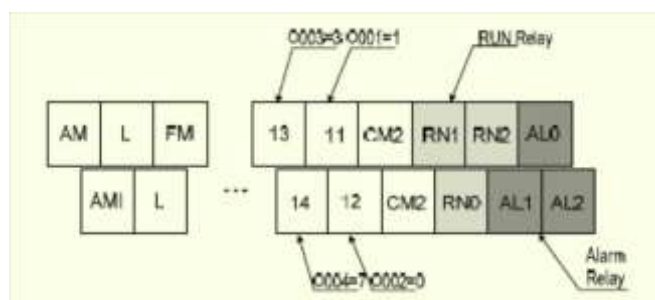 O003=3 O001=1 RUN Relay
AM L FM 13 11 CM2 RN1 RN2 AL0
AMI L ... 14 12 CM2 RN0 AL1 AL2
O004=7 O002=0 Alarm
Relay